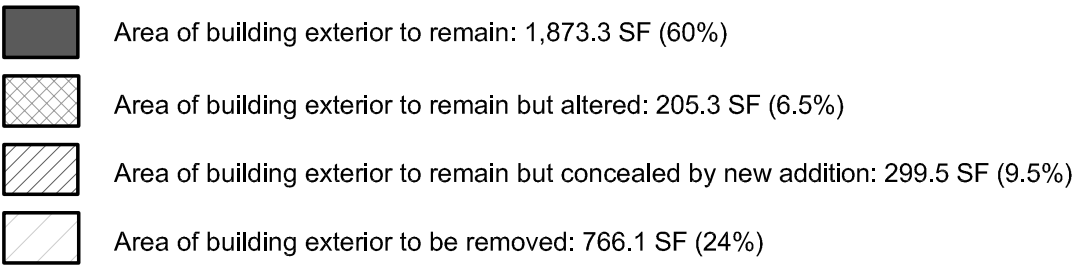 Area of building exterior to remain: 1,873.3 SF (60%)
Area of building exterior to remain but altered: 205.3 SF (6.5%)
Area of building exterior to remain but concealed by new addition: 299.5 SF (9.5%)
Area of building exterior to be removed: 766.1 SF (24%)